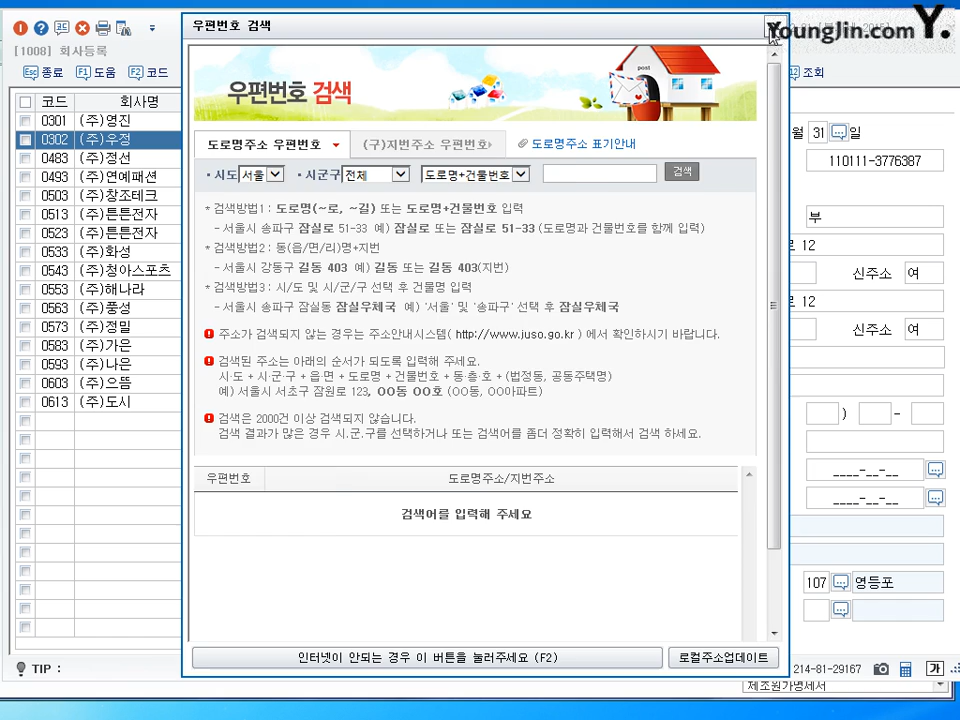 우편번호 검색
YoungJin.com Y.
[1008] 회사등록
Esc 종료 F1 도움 F2 코드
12 조회
코드 회사명
0301 (주)영진
0302 (주)우정
0483 (주)정선
0493 (주)연예패션
0503 (주)창조테크
0513 (주)튼튼전자
0523 (주)튼튼전자
0533 (주)화성
0543 (주)청아스포츠
0553 (주)해나라
0563 (주)풍성
0573 (주)정밀
0583 (주)가은
0593 (주)나은
0603 (주)으뜸
0613 (주)도시
우편번호 검색
post
도로명주소 우편번호 (구)지번주소 우편번호 도로명주소 표기안내
시도 서울 시군구 전체 도로명+건물번호 검색
* 검색방법1 : 도로명(~로, ~길) 또는 도로명+건물번호 입력
- 서울시 송파구 잠실로 51-33 예) 잠실로 또는 잠실로 51-33 (도로명과 건물번호를 함께 입력)
* 검색방법2 : 동(읍/면/리)명+지번
- 서울시 강동구 길동 403 예) 길동 또는 길동 403(지번)
* 검색방법3 : 시/도 및 시/군/구 선택 후 건물명 입력
- 서울시 송파구 잠실동 잠실우체국 예) '서울' 및 '송파구' 선택 후 잠실우체국
주소가 검색되지 않는 경우는 주소안내시스템( http://www.juso.go.kr ) 에서 확인하시기 바랍니다.
검색된 주소는 아래의 순서가 되도록 입력해 주세요.
시·도 + 시·군·구 + 읍·면 + 도로명 + 건물번호 + 동·층·호 + (법정동, 공동주택명)
예) 서울시 서초구 잠원로 123, OO동 OO호 (OO동, OO아파트)
검색은 2000건 이상 검색되지 않습니다.
검색 결과가 많은 경우 시.군.구를 선택하거나 또는 검색어를 좀더 정확히 입력해서 검색 하세요.
우편번호 도로명주소/지번주소
검색어를 입력해 주세요
인터넷이 안되는 경우 이 버튼을 눌러주세요 (F2) 로컬주소업데이트
월 31 일
110111-3776387
부
로 12
신주소 여
로 12
신주소 여
) -
____-__-__
____-__-__
107 영등포
TIP :
214-81-29167 가
제조원가명세서